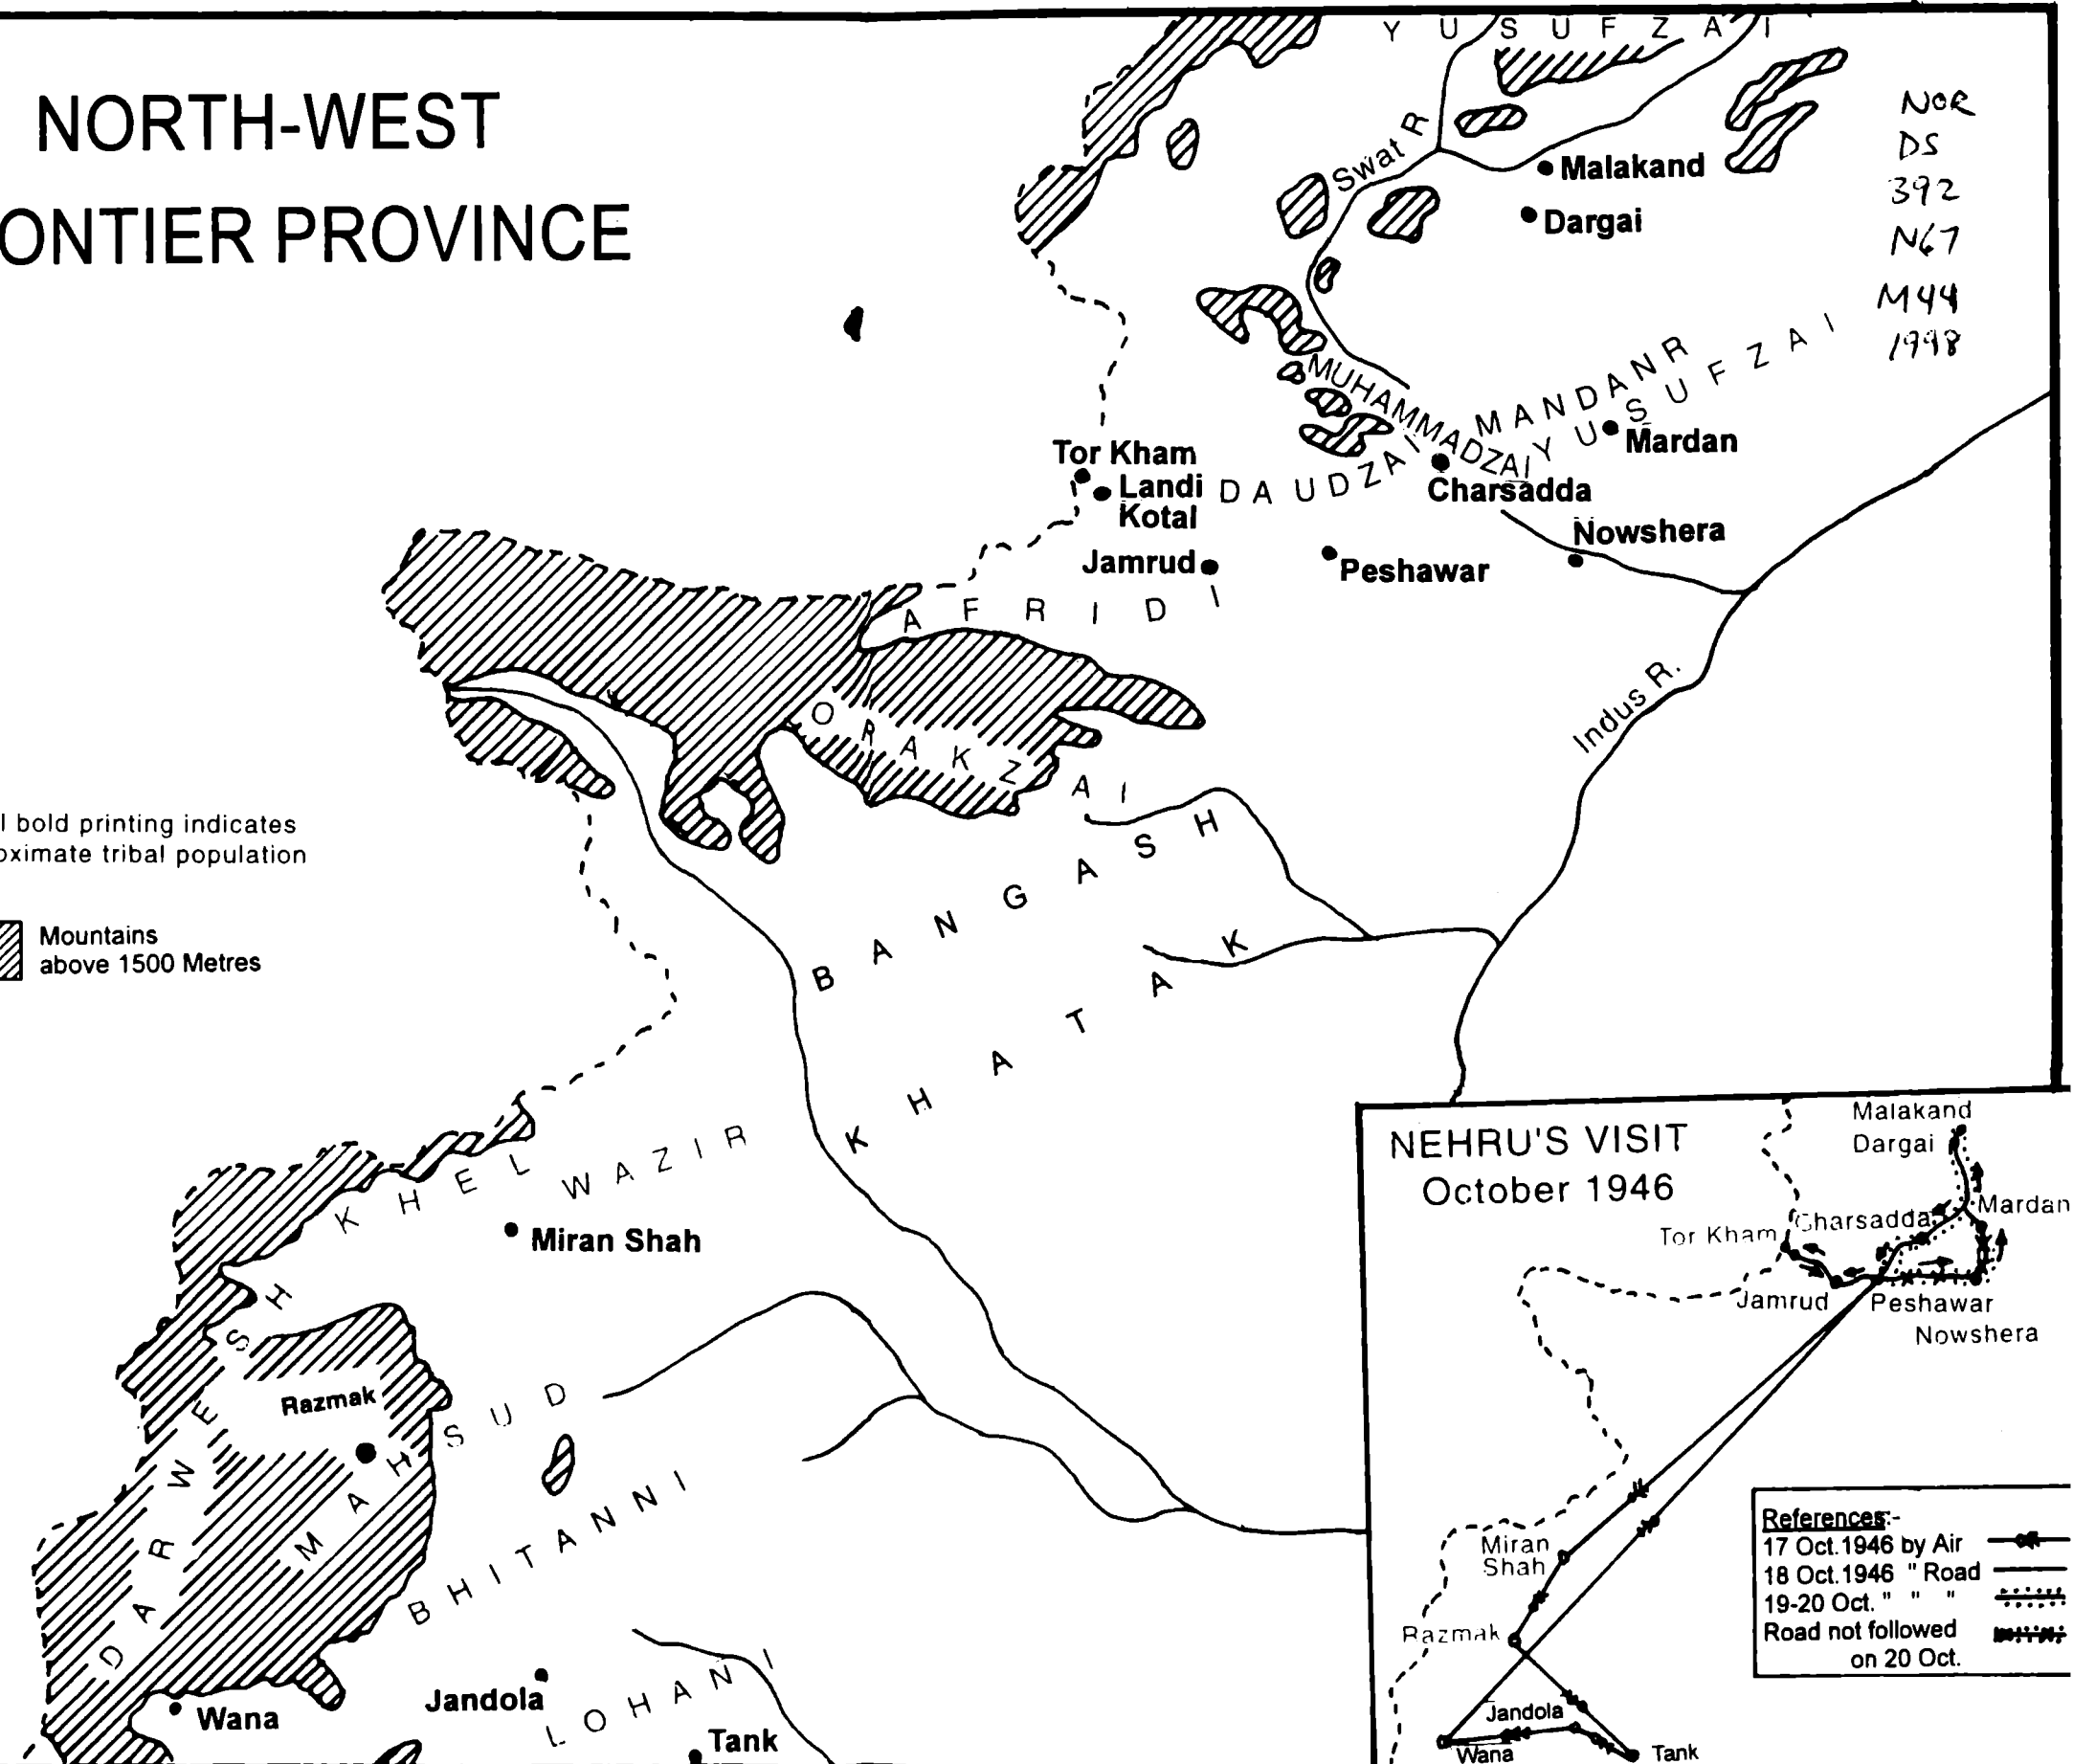 NORTH-WEST
ONTIER PROVINCE
YUSUFZAI
NOR
DS
392
N67
M44
1998
Swat R
Malakand
Dargai
MUHAMMADZAI
MANDANR
YUSUFZAI
Mardan
Tor Kham
Landi
Kotal
DAUDZAI
Charsadda
Nowshera
Jamrud
Peshawar
AFRIDI
Indus R.
ORAKZAI
l bold printing indicates
oximate tribal population
BANGASH
Mountains
above 1500 Metres
KHATAK
DARWESH KHEL
WAZIR
Miran Shah
Razmak
MAHSUD
BHITANNI
Jandola
LOHANI
Wana
Tank
NEHRU'S VISIT
October 1946
Malakand
Dargai
Mardan
Charsadda
Tor Kham
Jamrud
Peshawar
Nowshera
Miran
Shah
Razmak
Jandola
Wana
Tank
References:-
17 Oct.1946 by Air
18 Oct.1946 " Road
19-20 Oct. " " "
Road not followed
on 20 Oct.